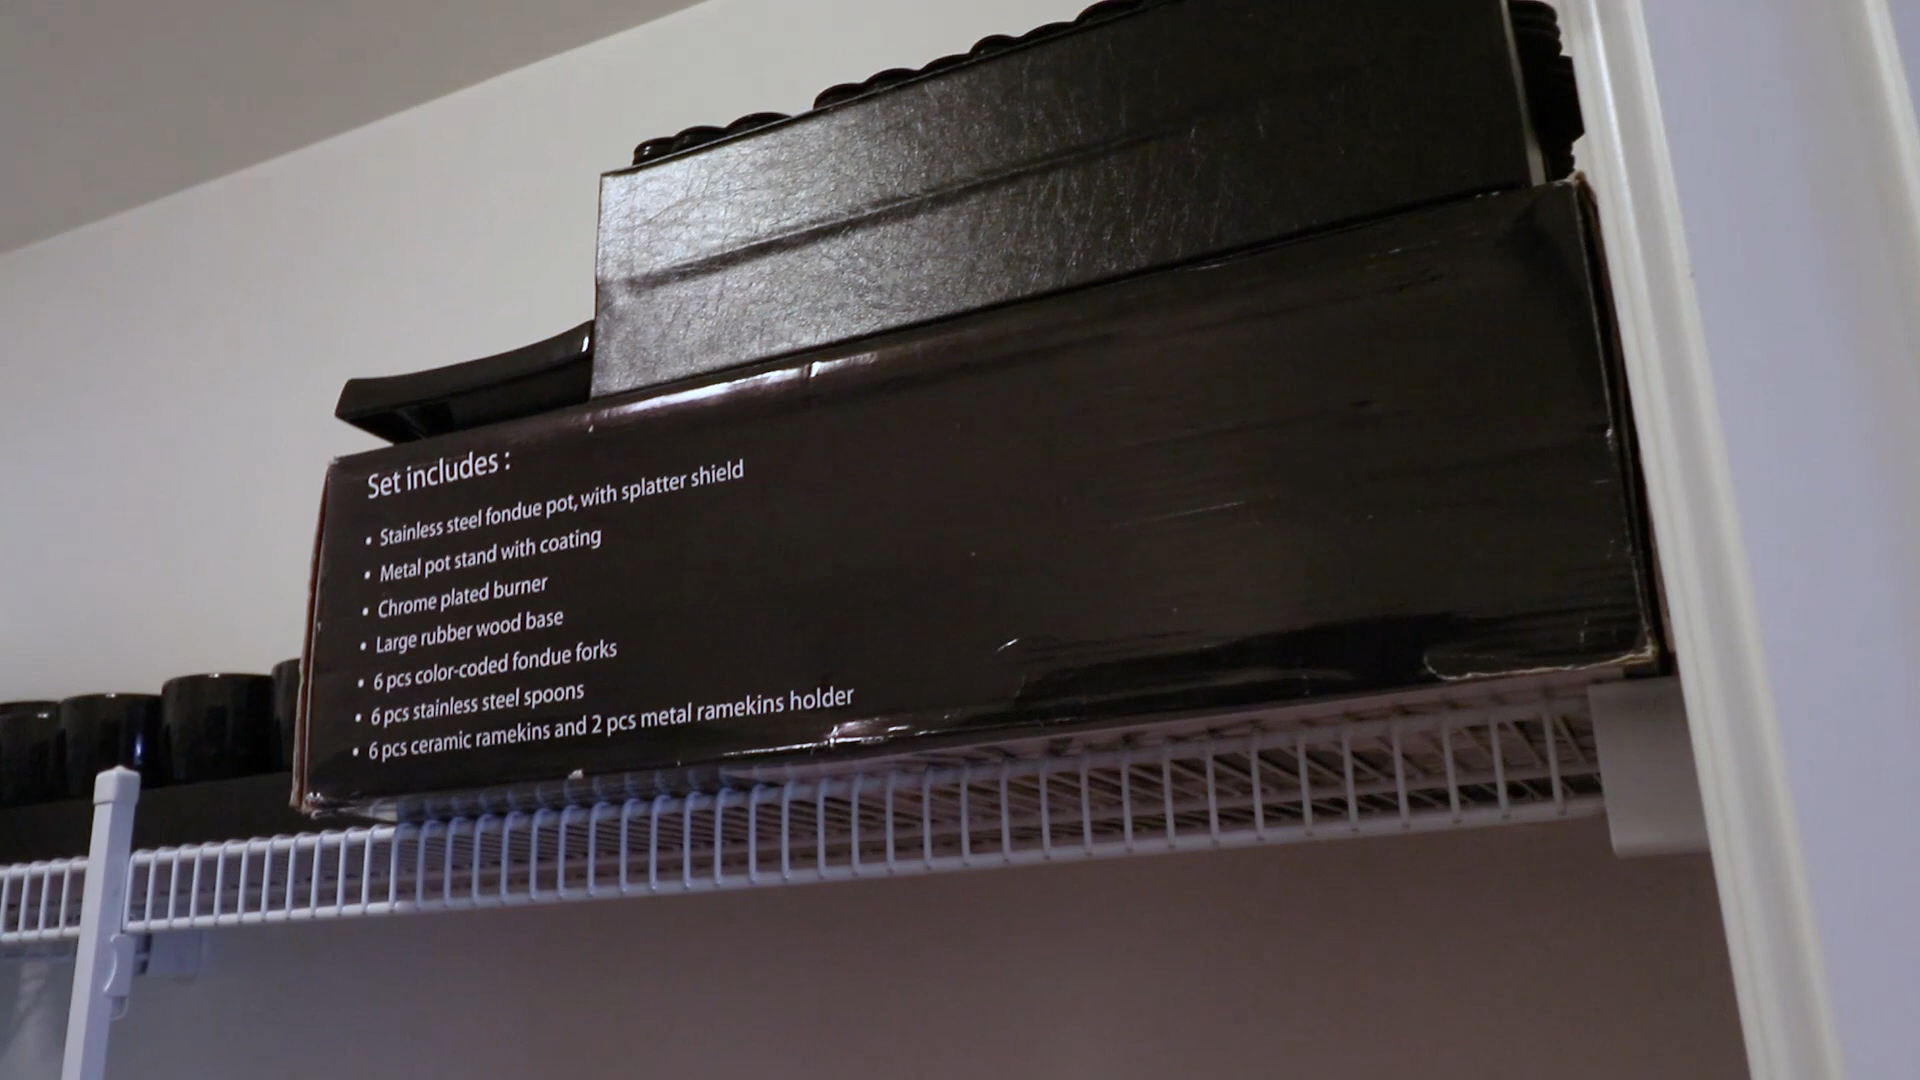 Set includes :
• Stainless steel fondue pot, with splatter shield
• Metal pot stand with coating
• Chrome plated burner
• Large rubber wood base
• 6 pcs color-coded fondue forks
• 6 pcs stainless steel spoons
• 6 pcs ceramic ramekins and 2 pcs metal ramekins holder